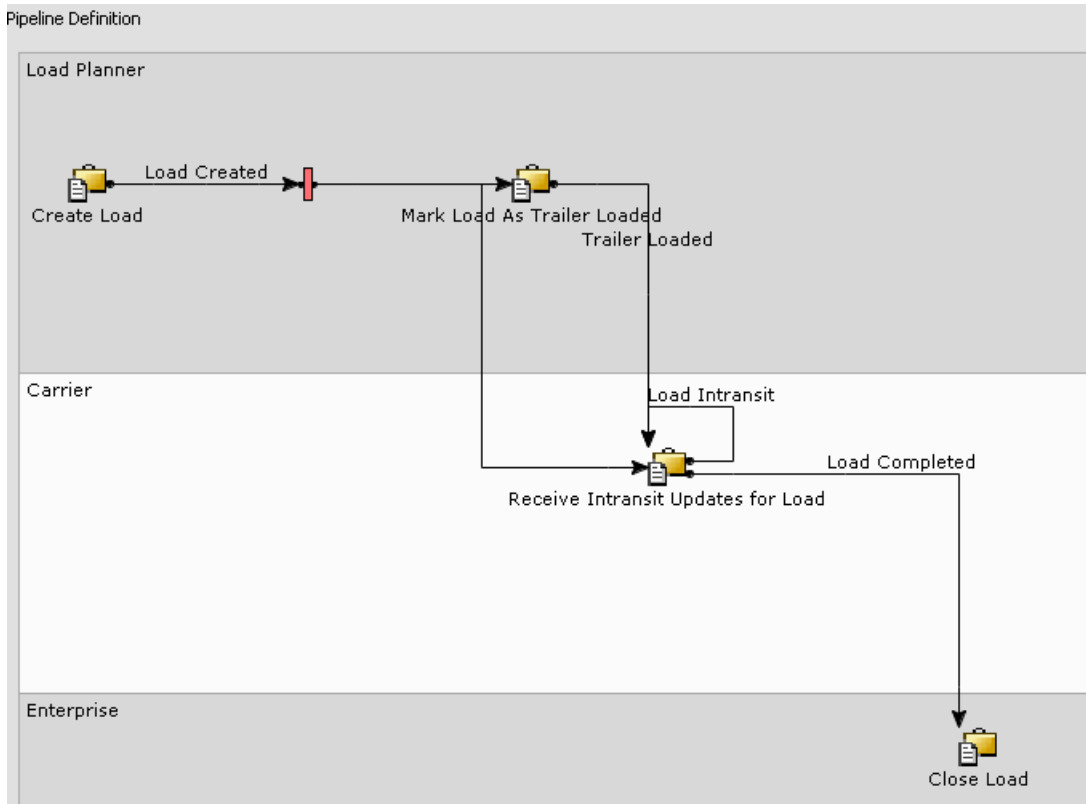 Pipeline Definition
Load Planner
Load Created
Create Load
Mark Load As Trailer Loaded
Trailer Loaded
Carrier
Load Intransit
Load Completed
Receive Intransit Updates for Load
Enterprise
Close Load